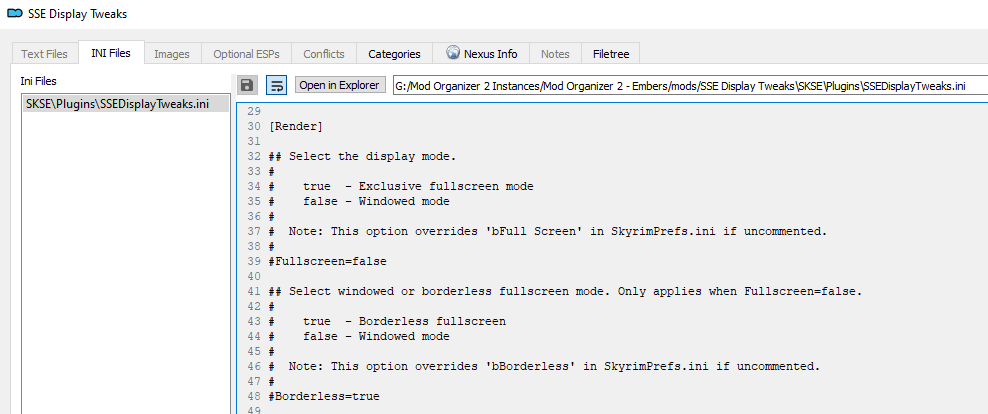 SSE Display Tweaks
Text Files INI Files Images Optional ESPs Conflicts Categories Nexus Info Notes Filetree
Ini Files
SKSE\Plugins\SSEDisplayTweaks.ini
Open in Explorer G:/Mod Organizer 2 Instances/Mod Organizer 2 - Embers/mods/SSE Display Tweaks\SKSE\Plugins\SSEDisplayTweaks.ini
29
30 [Render]
31
32 ## Select the display mode.
33 #
34 #    true  - Exclusive fullscreen mode
35 #    false - Windowed mode
36 #
37 #  Note: This option overrides 'bFull Screen' in SkyrimPrefs.ini if uncommented.
38 #
39 #Fullscreen=false
40
41 ## Select windowed or borderless fullscreen mode. Only applies when Fullscreen=false.
42 #
43 #    true  - Borderless fullscreen
44 #    false - Windowed mode
45 #
46 #  Note: This option overrides 'bBorderless' in SkyrimPrefs.ini if uncommented.
47 #
48 #Borderless=true
49